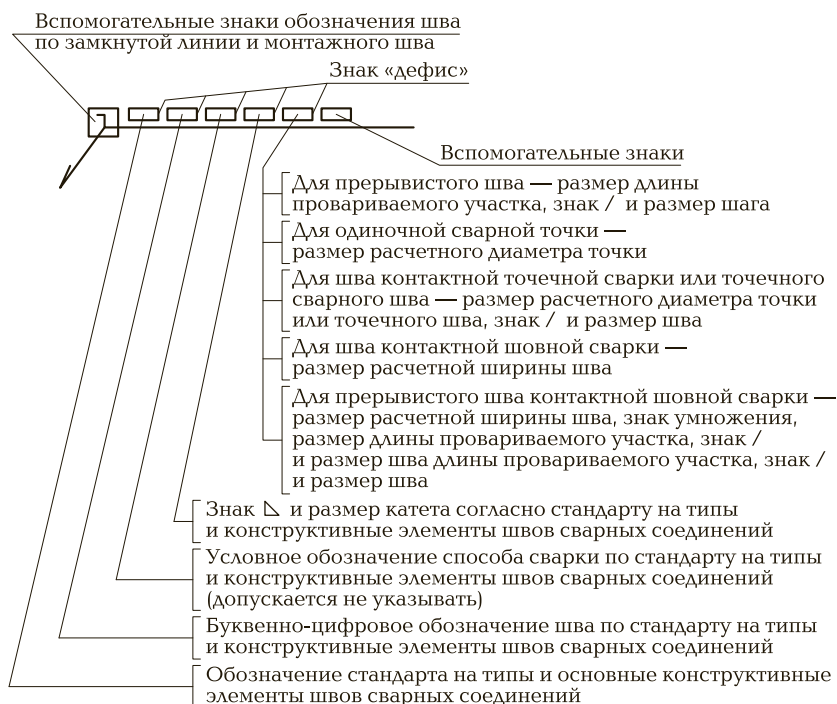 Вспомогательные знаки обозначения шва
по замкнутой линии и монтажного шва
Знак «дефис»
Вспомогательные знаки
Для прерывистого шва — размер длины
провариваемого участка, знак / и размер шага
Для одиночной сварной точки —
размер расчетного диаметра точки
Для шва контактной точечной сварки или точечного
сварного шва — размер расчетного диаметра точки
или точечного шва, знак / и размер шва
Для шва контактной шовной сварки —
размер расчетной ширины шва
Для прерывистого шва контактной шовной сварки —
размер расчетной ширины шва, знак умножения,
размер длины провариваемого участка, знак /
и размер шва длины провариваемого участка, знак /
и размер шва
Знак ◺ и размер катета согласно стандарту на типы
и конструктивные элементы швов сварных соединений
Условное обозначение способа сварки по стандарту на типы
и конструктивные элементы швов сварных соединений
(допускается не указывать)
Буквенно-цифровое обозначение шва по стандарту на типы
и конструктивные элементы швов сварных соединений
Обозначение стандарта на типы и основные конструктивные
элементы швов сварных соединений